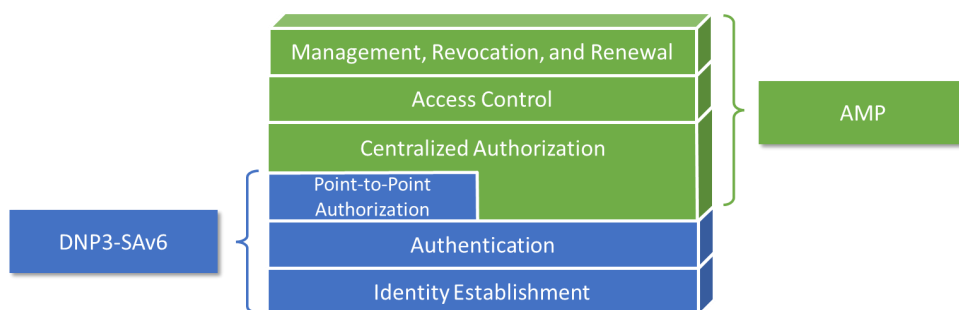 Management, Revocation, and Renewal
Access Control
AMP
Centralized Authorization
Point-to-Point
Authorization
DNP3-SAv6
Authentication
Identity Establishment